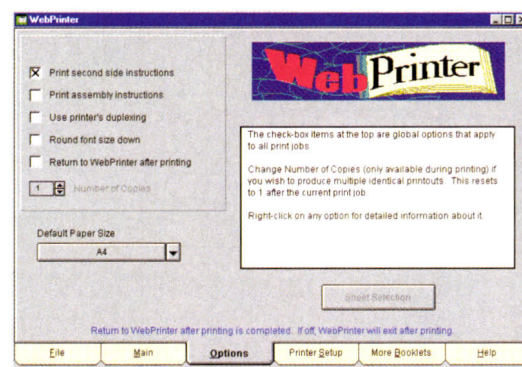 WebPrinter
Print second side instructions
Print assembly instructions
Use printer's duplexing
Round font size down
Return to WebPrinter after printing
1 Number of Copies
Default Paper Size
A4
Web Printer
The check-box items at the top are global options that apply
to all print jobs
Change Number of Copies (only available during printing) if
you wish to produce multiple identical printouts. This resets
to 1 after the current print job
Right-click on any option for detailed information about it.
Sheet Selection
Return to WebPrinter after printing is completed. If off, WebPrinter will exit after printing.
File Main Options Printer Setup More Booklets Help